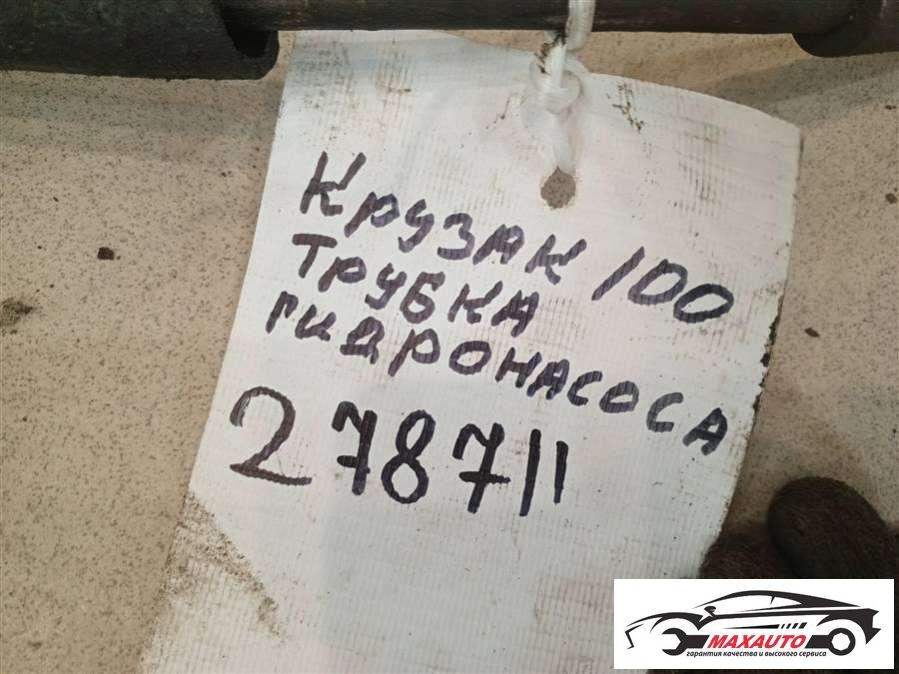 Крузак 100
Трубка
гидронасоса
278711
MAXAUTO
гарантия качества и высокого сервиса